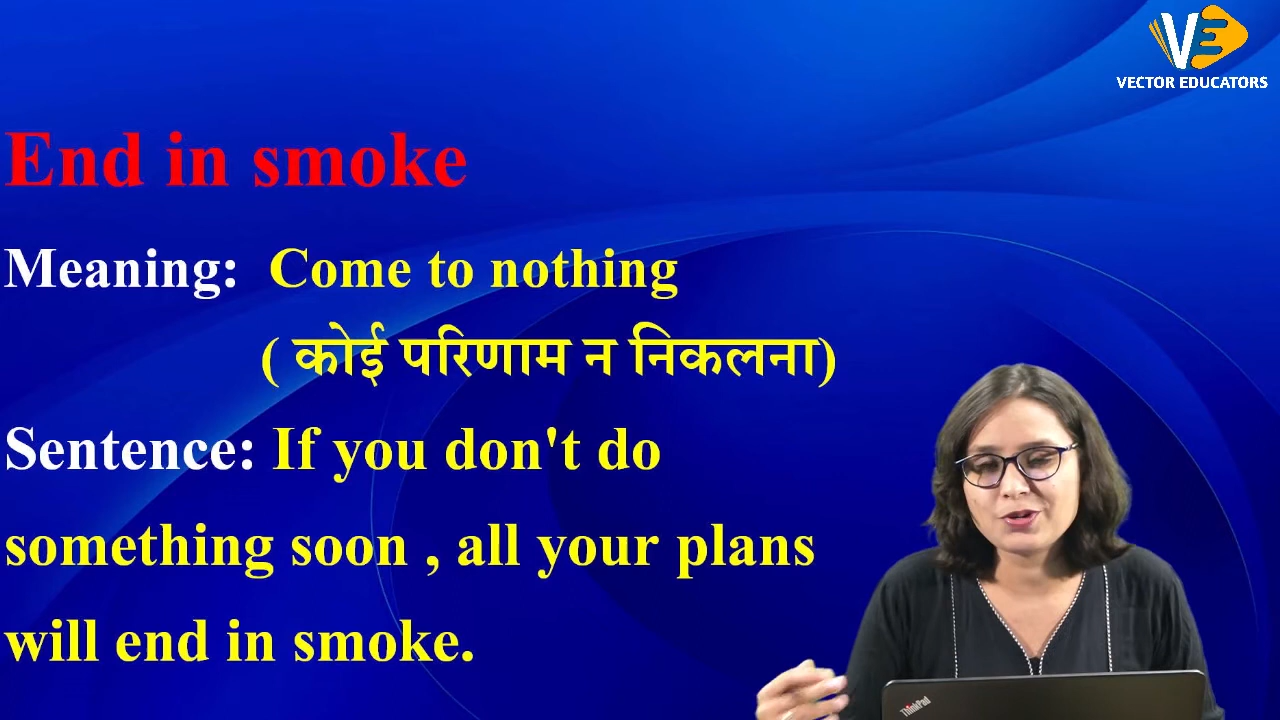 VECTOR EDUCATORS
End in smoke
Meaning: Come to nothing
( कोई परिणाम न निकलना)
Sentence: If you don't do
something soon , all your plans
will end in smoke.
ThinkPad